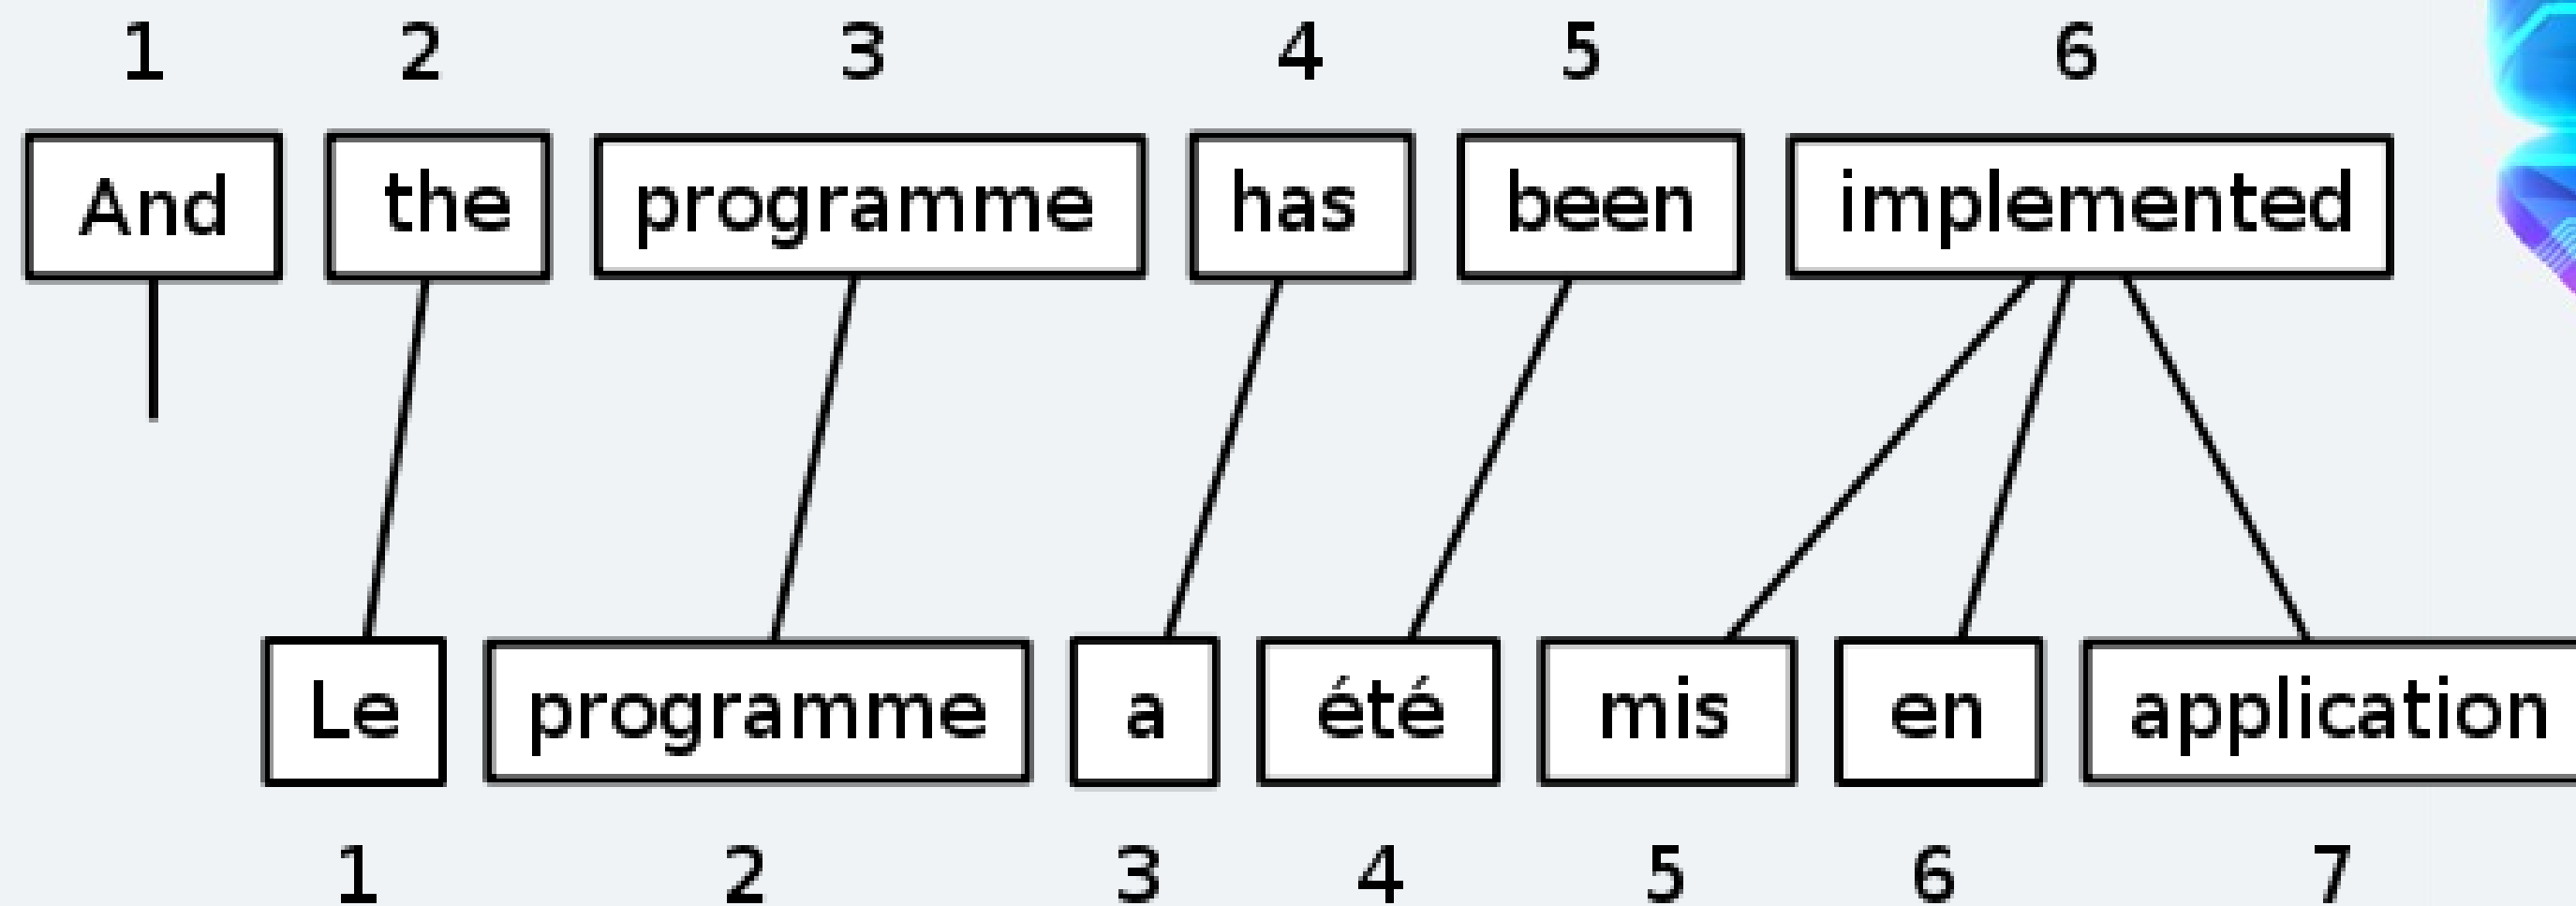 1 2 3 4 5 6
And the programme has been implemented
Le programme a été mis en application
1 2 3 4 5 6 7